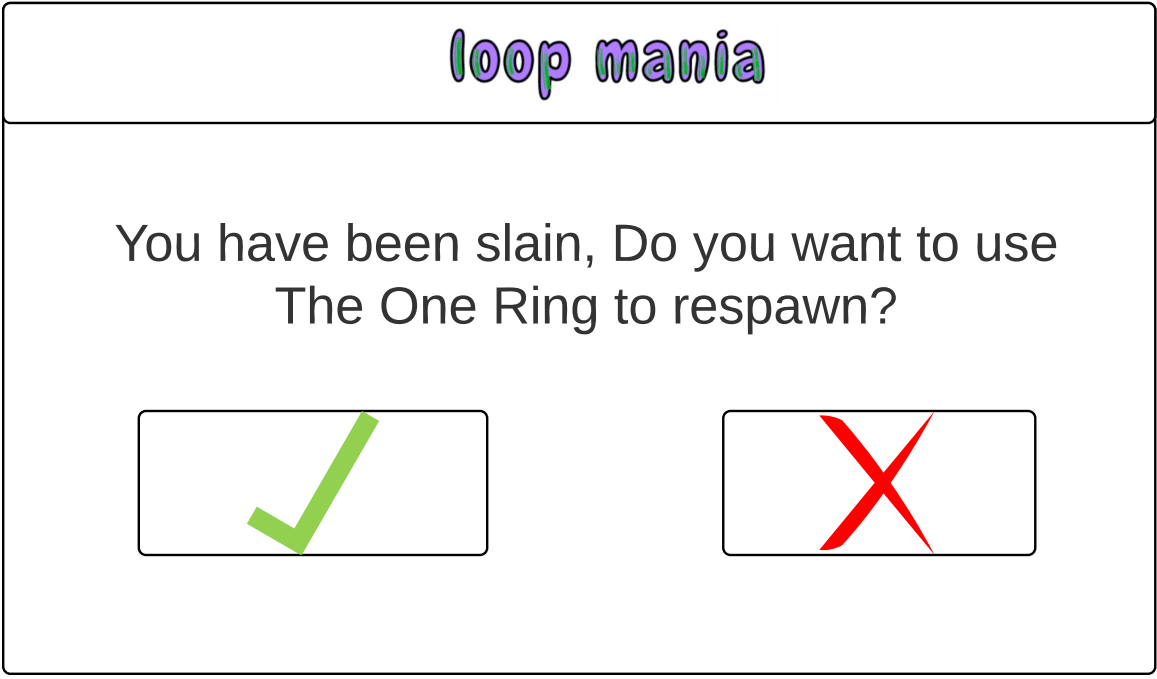 loop mania
You have been slain, Do you want to use
The One Ring to respawn?